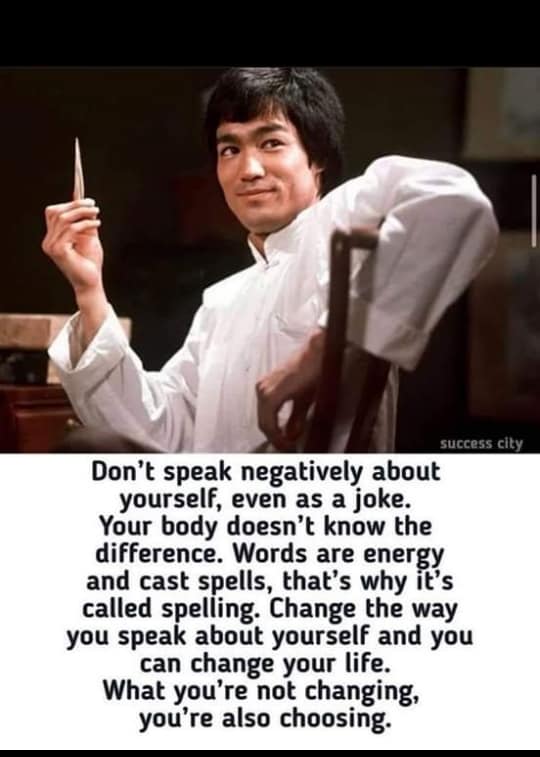 success city
Don't speak negatively about
yourself, even as a joke.
Your body doesn't know the
difference. Words are energy
and cast spells, that's why it's
called spelling. Change the way
you speak about yourself and you
can change your life.
What you're not changing,
you're also choosing.